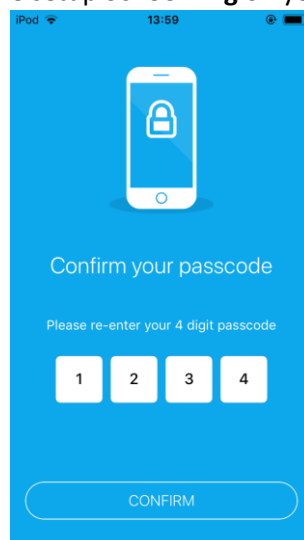 iPod 13:59
Confirm your passcode
Please re-enter your 4 digit passcode
1 2 3 4
CONFIRM